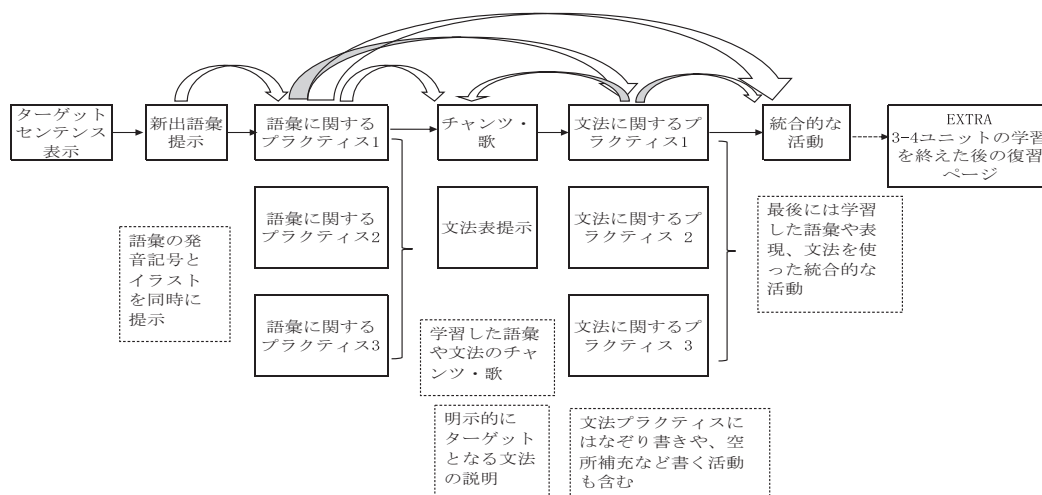 ターゲット
センテンス
表示
新出語彙
提示
語彙に関する
プラクティス1
チャンツ・
歌
文法に関するプ
ラクティス1
統合的な
活動
EXTRA
3-4ユニットの学習
を終えた後の復習
ページ
語彙に関する
プラクティス2
文法表提示
文法に関するプ
ラクティス 2
語彙に関する
プラクティス3
文法に関するプ
ラクティス 3
語彙の発
音記号と
イラスト
を同時に
提示
学習した語彙
や文法のチャ
ンツ・歌
明示的に
ターゲット
となる文法
の説明
文法プラクティスに
はなぞり書きや、空
所補充など書く活動
も含む
最後には学習
した語彙や表
現、文法を使
った統合的な
活動